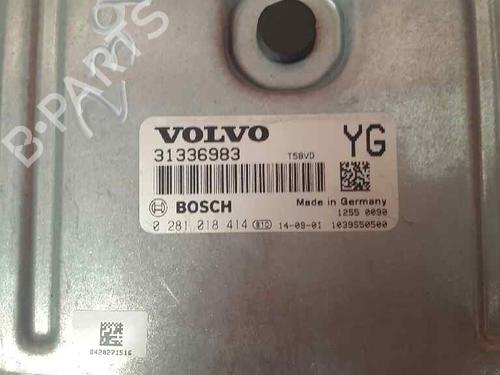 B-PARTS
VOLVO
YG
31336983
T5BVD
BOSCH
Made in Germany
1255 0090
0 281 018 414
14-09-01
1039S50500
0420271516